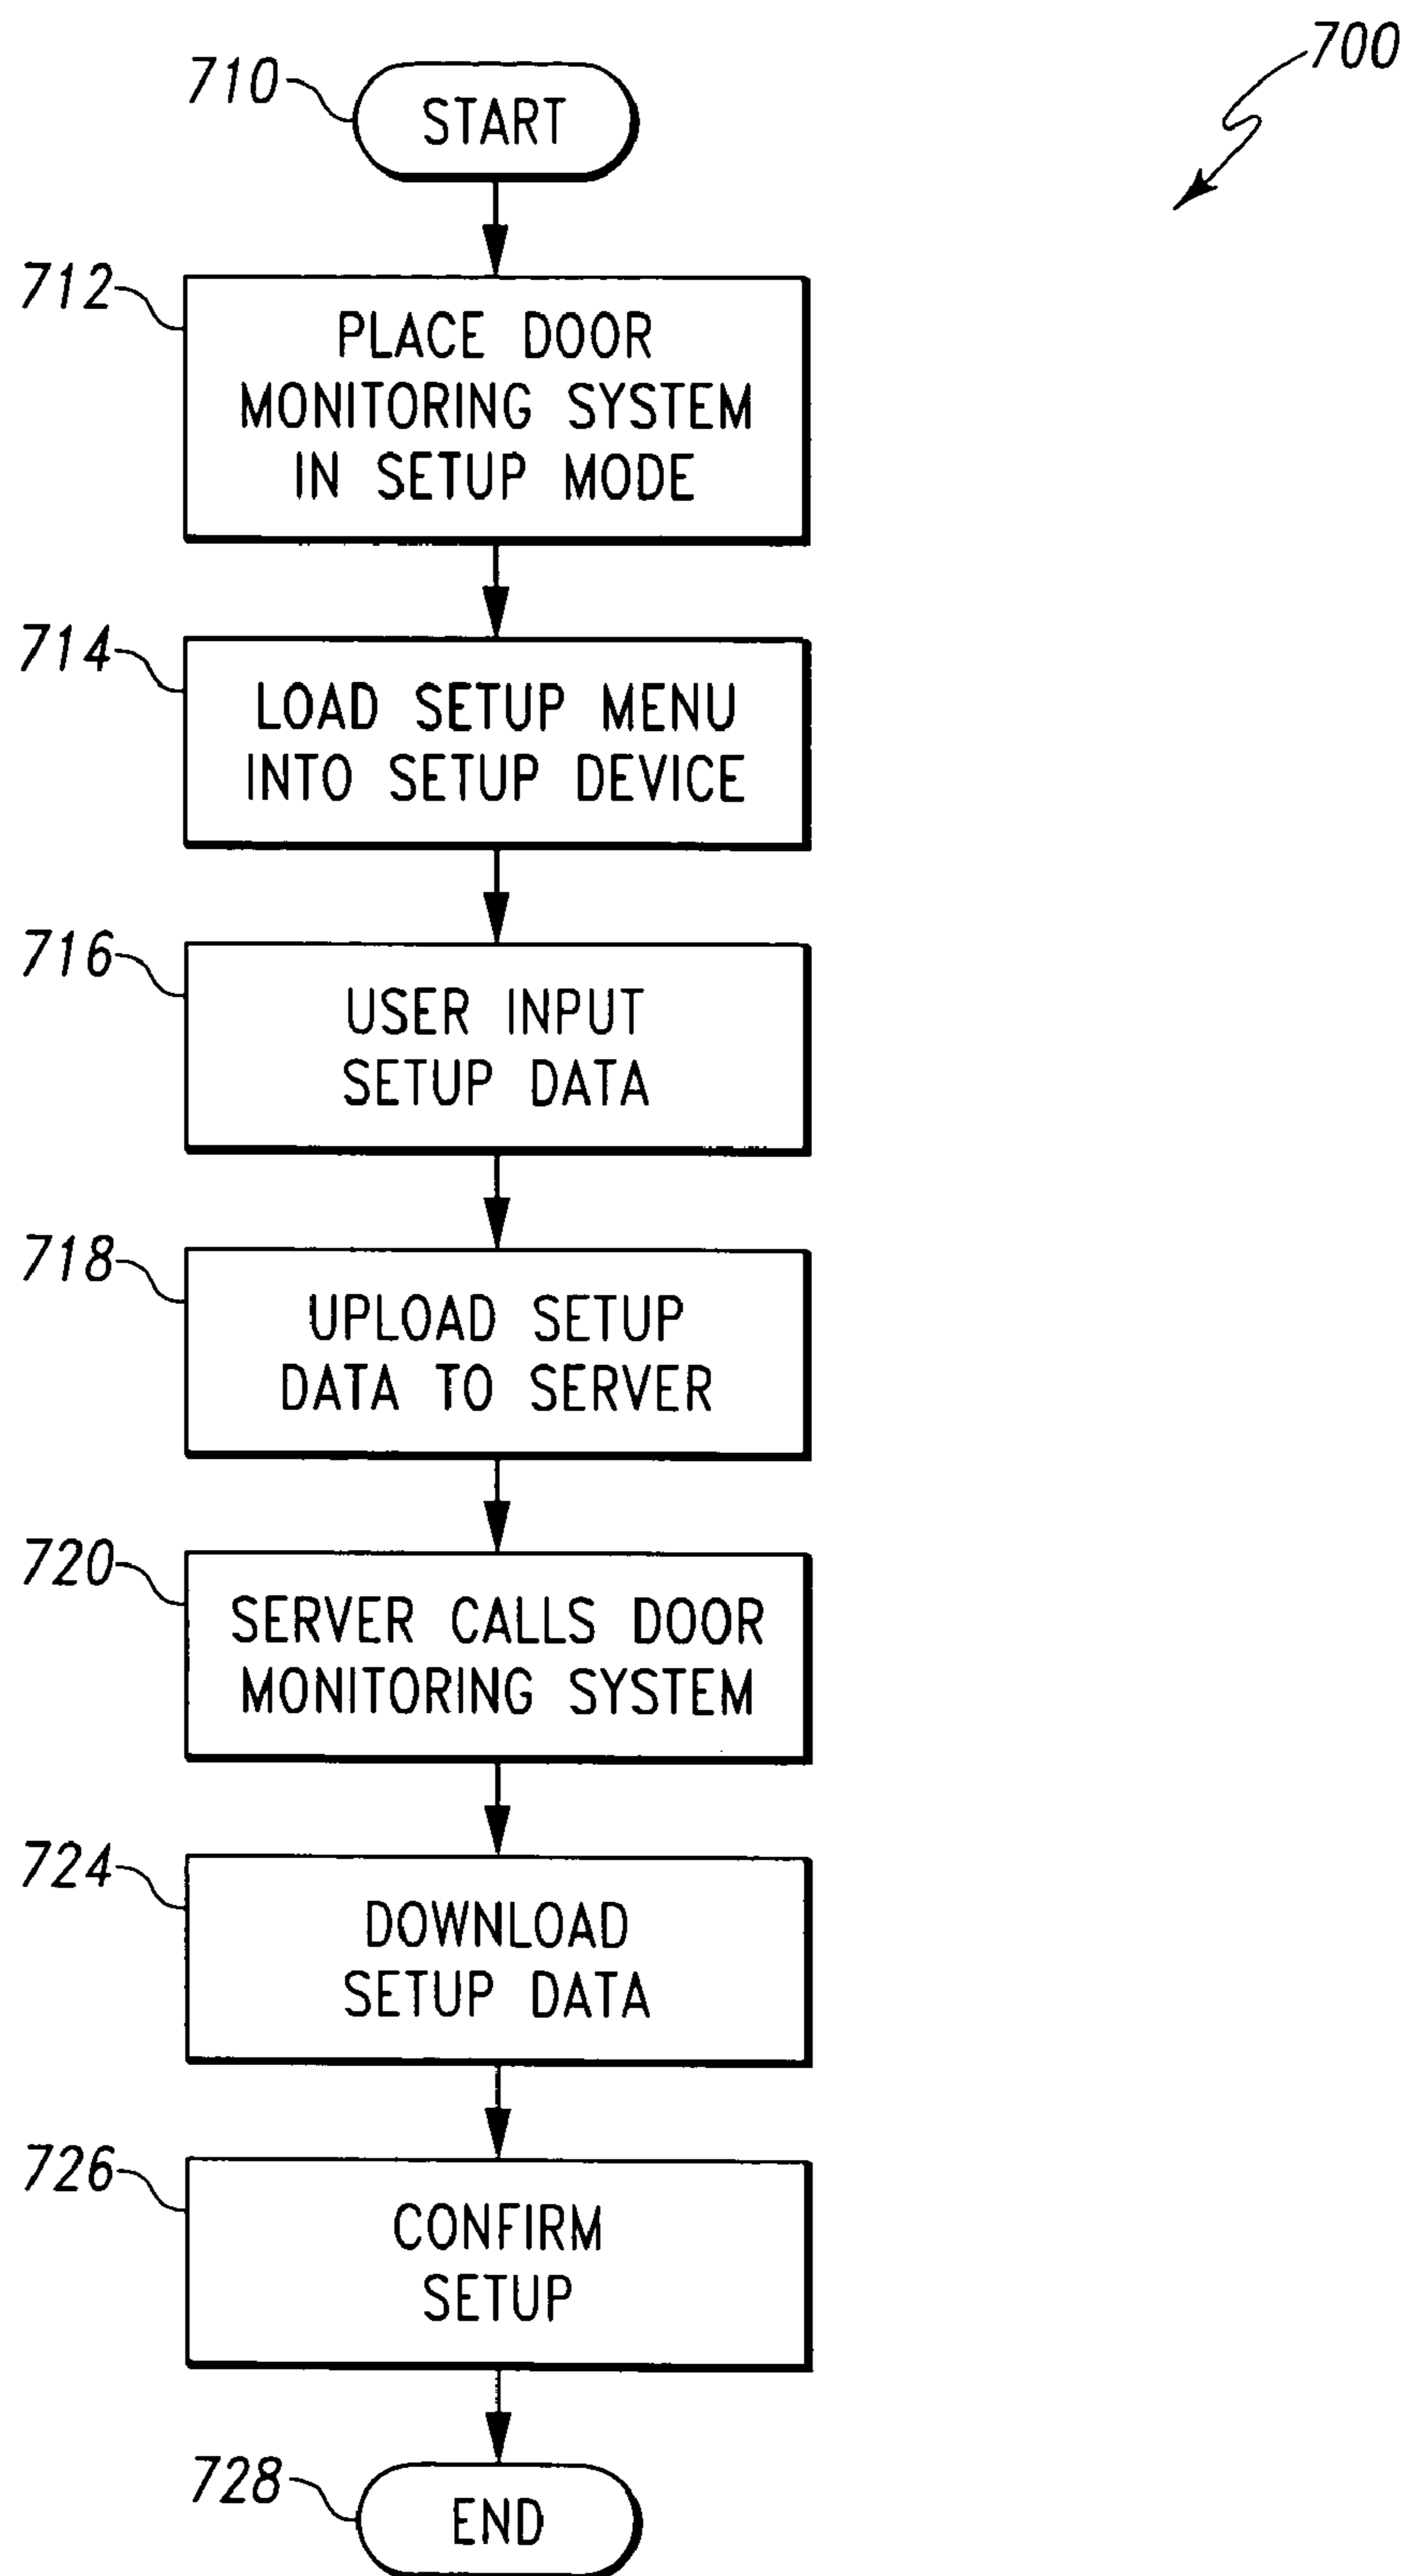 700
710
START
712
PLACE DOOR
MONITORING SYSTEM
IN SETUP MODE
714
LOAD SETUP MENU
INTO SETUP DEVICE
716
USER INPUT
SETUP DATA
718
UPLOAD SETUP
DATA TO SERVER
720
SERVER CALLS DOOR
MONITORING SYSTEM
724
DOWNLOAD
SETUP DATA
726
CONFIRM
SETUP
728
END